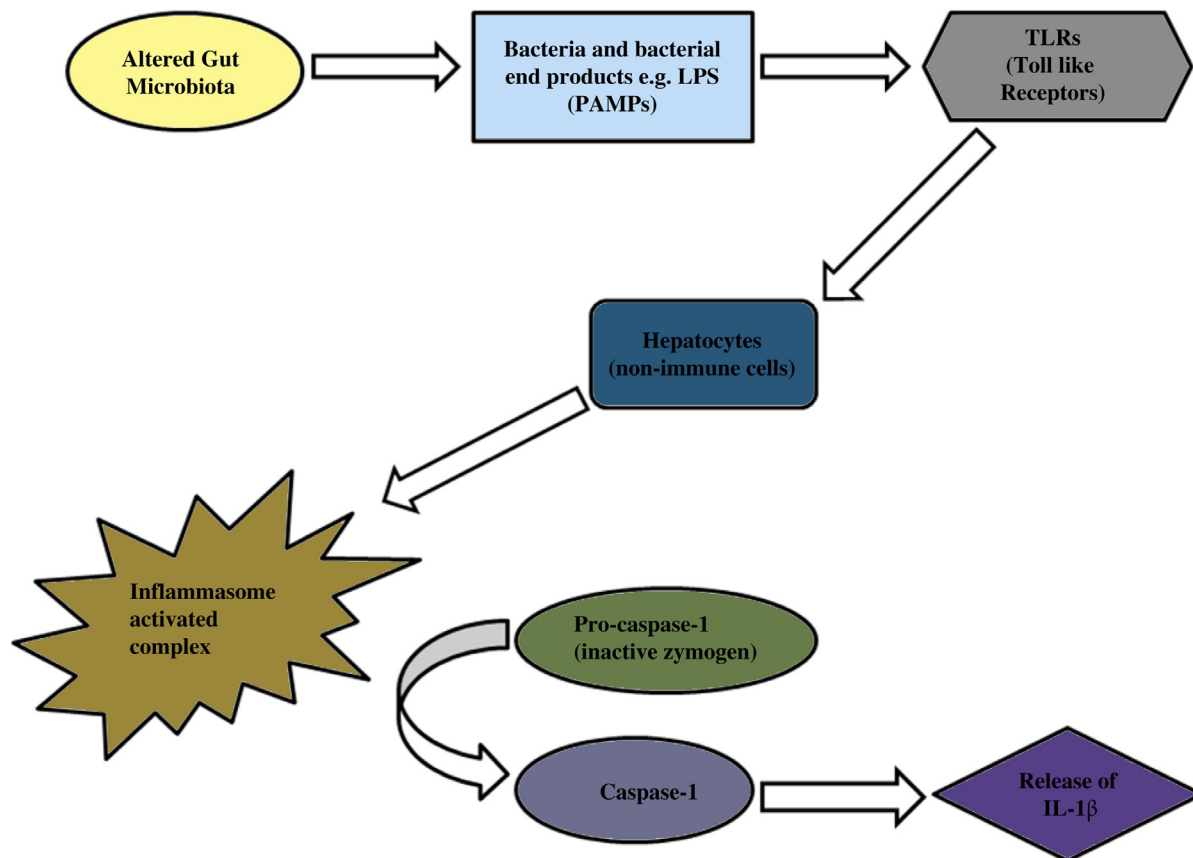 Altered Gut
Microbiota
Bacteria and bacterial
end products e.g. LPS
(PAMPs)
TLRs
(Toll like
Receptors)
Hepatocytes
(non-immune cells)
Inflammasome
activated
complex
Pro-caspase-1
(inactive zymogen)
Caspase-1
Release of
IL-1β